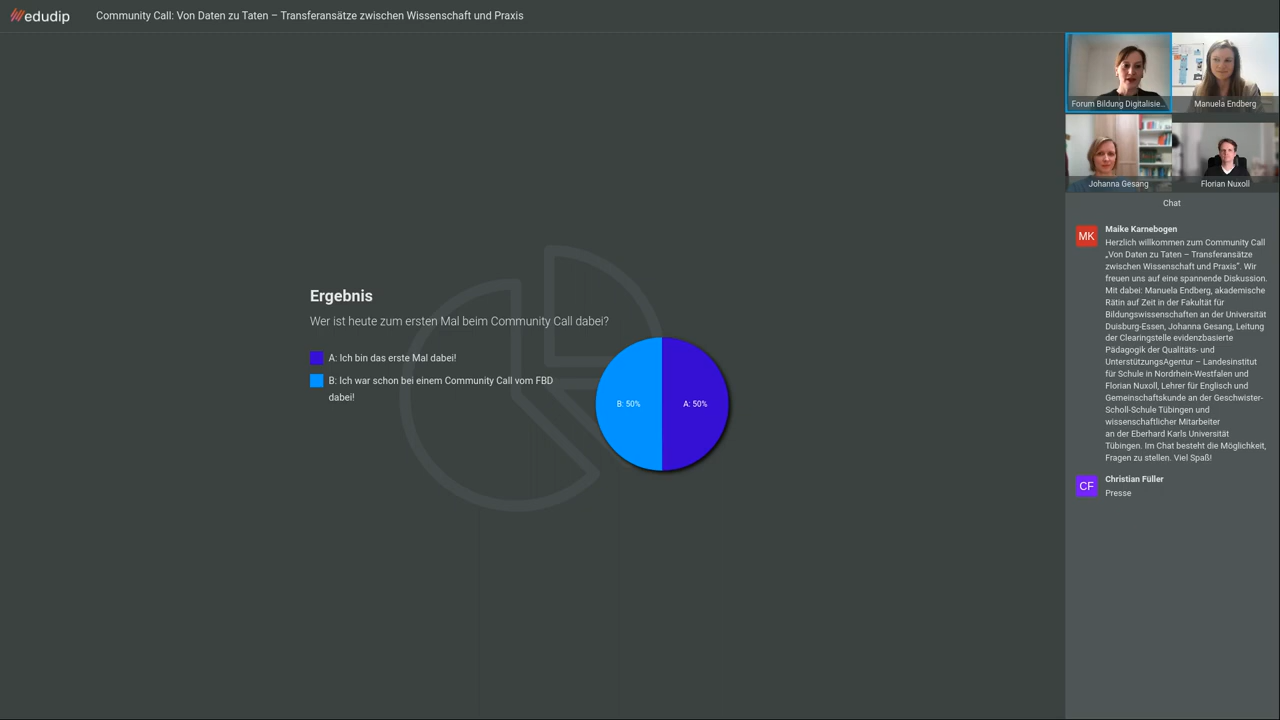 edudip
Community Call: Von Daten zu Taten – Transferansätze zwischen Wissenschaft und Praxis
Ergebnis
Wer ist heute zum ersten Mal beim Community Call dabei?
A: Ich bin das erste Mal dabei!
B: Ich war schon bei einem Community Call vom FBD
dabei!
B: 50%
A: 50%
Forum Bildung Digitalisie...
Manuela Endberg
Johanna Gesang
Florian Nuxoll
Chat
MK
Maike Karnebogen
Herzlich willkommen zum Community Call
„Von Daten zu Taten – Transferansätze
zwischen Wissenschaft und Praxis“. Wir
freuen uns auf eine spannende Diskussion.
Mit dabei: Manuela Endberg, akademische
Rätin auf Zeit in der Fakultät für
Bildungswissenschaften an der Universität
Duisburg-Essen, Johanna Gesang, Leitung
der Clearingstelle evidenzbasierte
Pädagogik der Qualitäts- und
UnterstützungsAgentur – Landesinstitut
für Schule in Nordrhein-Westfalen und
Florian Nuxoll, Lehrer für Englisch und
Gemeinschaftskunde an der Geschwister-
Scholl-Schule Tübingen und
wissenschaftlicher Mitarbeiter
an der Eberhard Karls Universität
Tübingen. Im Chat besteht die Möglichkeit,
Fragen zu stellen. Viel Spaß!
CF
Christian Füller
Presse